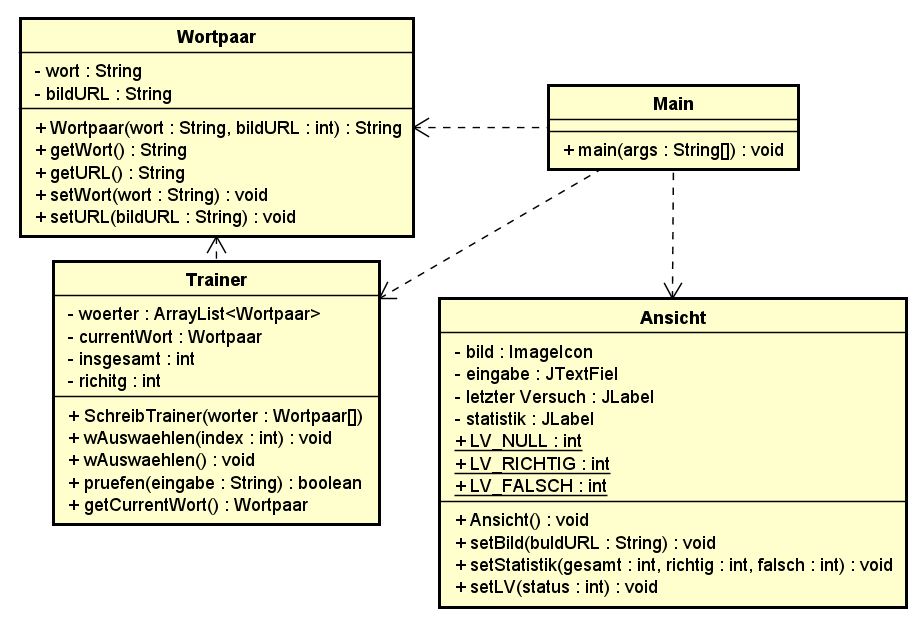 Wortpaar
- wort : String
- bildURL : String
+ Wortpaar(wort : String, bildURL : int) : String
+ getWort() : String
+ getURL() : String
+ setWort(wort : String) : void
+ setURL(bildURL : String) : void
Main
+ main(args : String[]) : void
Trainer
- woerter : ArrayList<Wortpaar>
- currentWort : Wortpaar
- insgesamt : int
- richitg : int
+ SchreibTrainer(worter : Wortpaar[])
+ wAuswaehlen(index : int) : void
+ wAuswaehlen() : void
+ pruefen(eingabe : String) : boolean
+ getCurrentWort() : Wortpaar
Ansicht
- bild : ImageIcon
- eingabe : JTextFiel
- letzter Versuch : JLabel
- statistik : JLabel
+ LV_NULL : int
+ LV_RICHTIG : int
+ LV_FALSCH : int
+ Ansicht() : void
+ setBild(buldURL : String) : void
+ setStatistik(gesamt : int, richtig : int, falsch : int) : void
+ setLV(status : int) : void